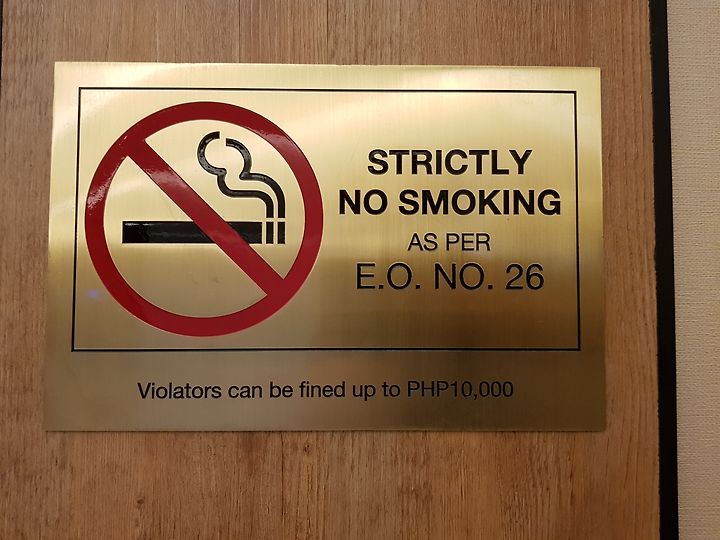 STRICTLY
NO SMOKING
AS PER
E.O. NO. 26
Violators can be fined up to PHP10,000